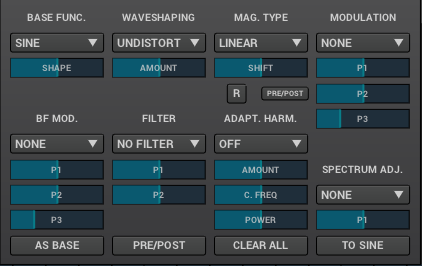 BASE FUNC. WAVESHAPING MAG. TYPE MODULATION
SINE UNDISTORT LINEAR NONE
SHAPE AMOUNT SHIFT P1
R PRE/POST P2
P3
BF MOD. FILTER ADAPT. HARM.
NONE NO FILTER OFF
P1 P1 AMOUNT SPECTRUM ADJ.
P2 P2 C. FREQ NONE
P3 POWER P1
AS BASE PRE/POST CLEAR ALL TO SINE